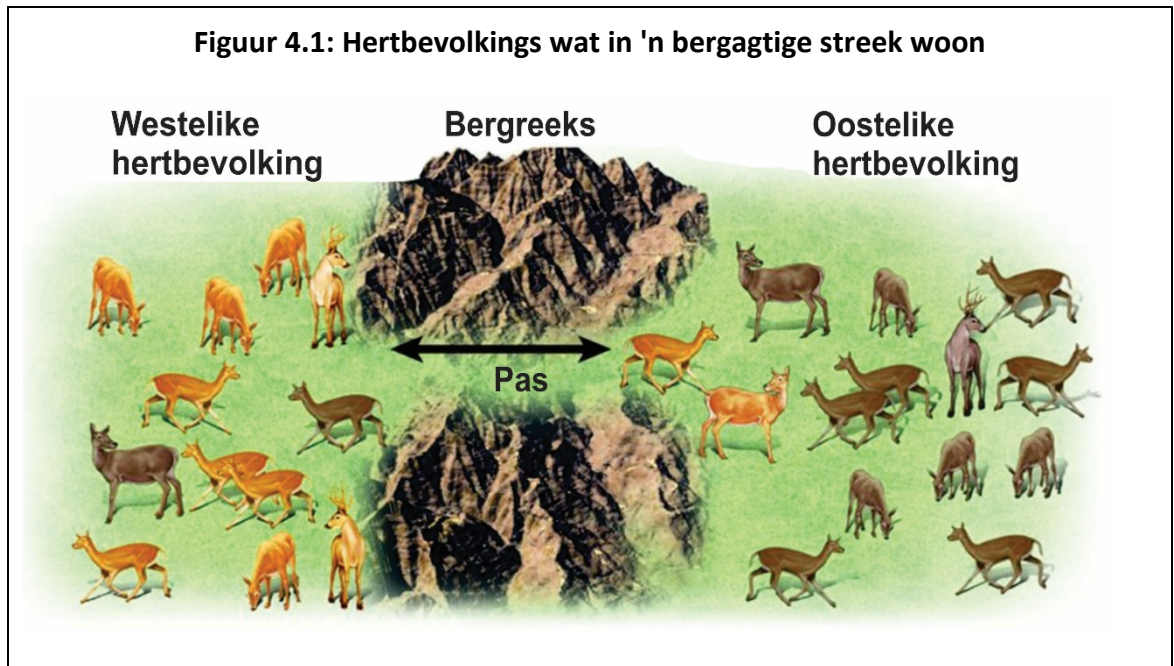 Figuur 4.1: Hertbevolkings wat in 'n bergagtige streek woon
Westelike
hertbevolking
Bergreeks
Oostelike
hertbevolking
Pas